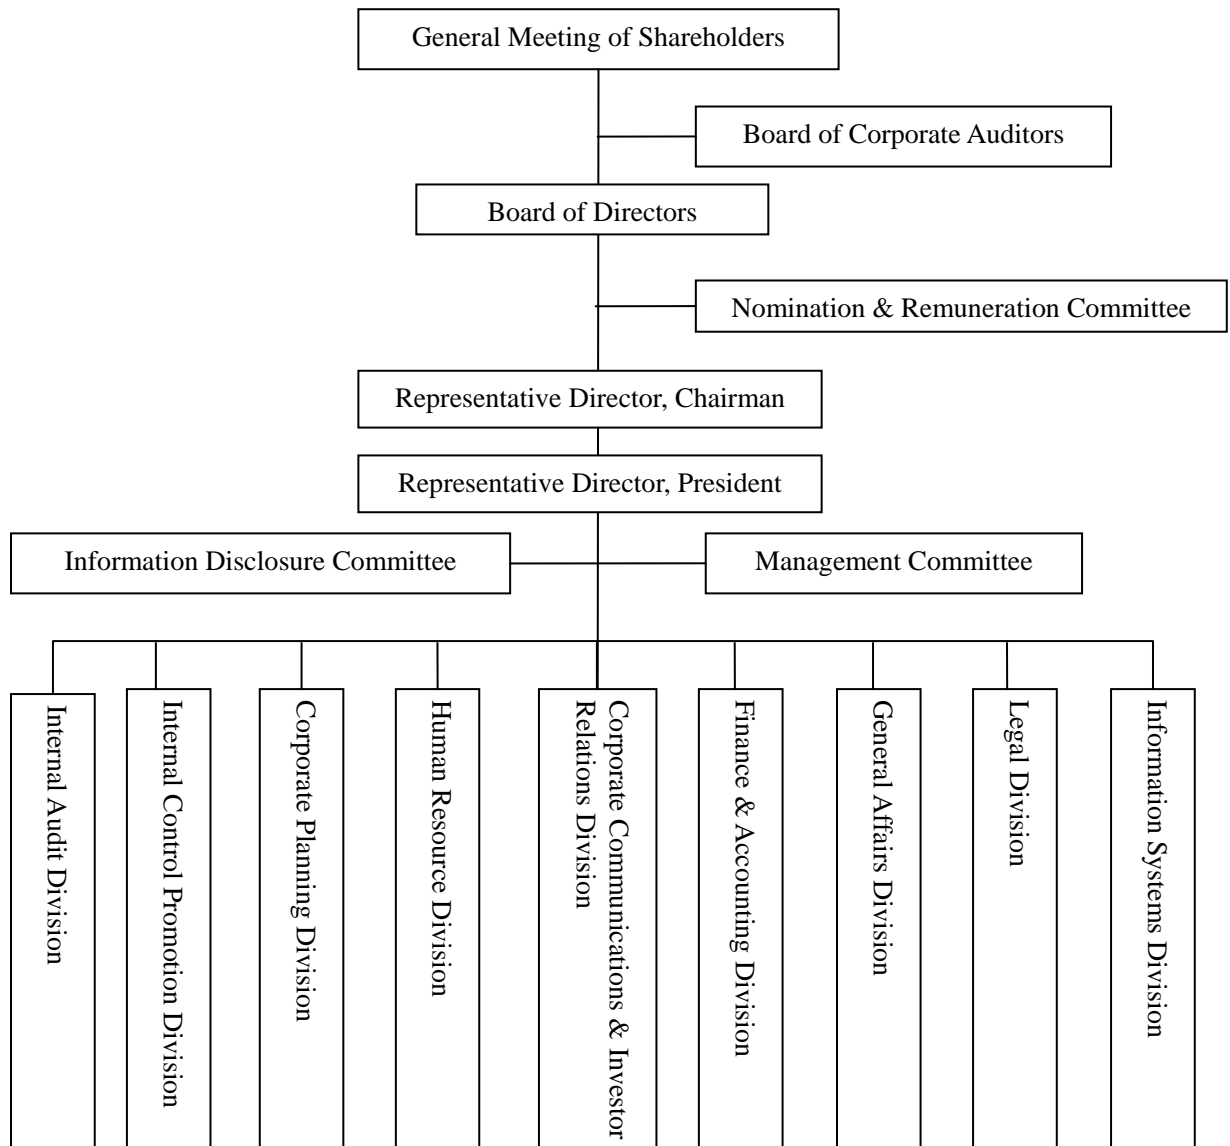 General Meeting of Shareholders
Board of Corporate Auditors
Board of Directors
Nomination & Remuneration Committee
Representative Director, Chairman
Representative Director, President
Information Disclosure Committee
Management Committee
Internal Audit Division
Internal Control Promotion Division
Corporate Planning Division
Human Resource Division
Corporate Communications & Investor
Relations Division
Finance & Accounting Division
General Affairs Division
Legal Division
Information Systems Division